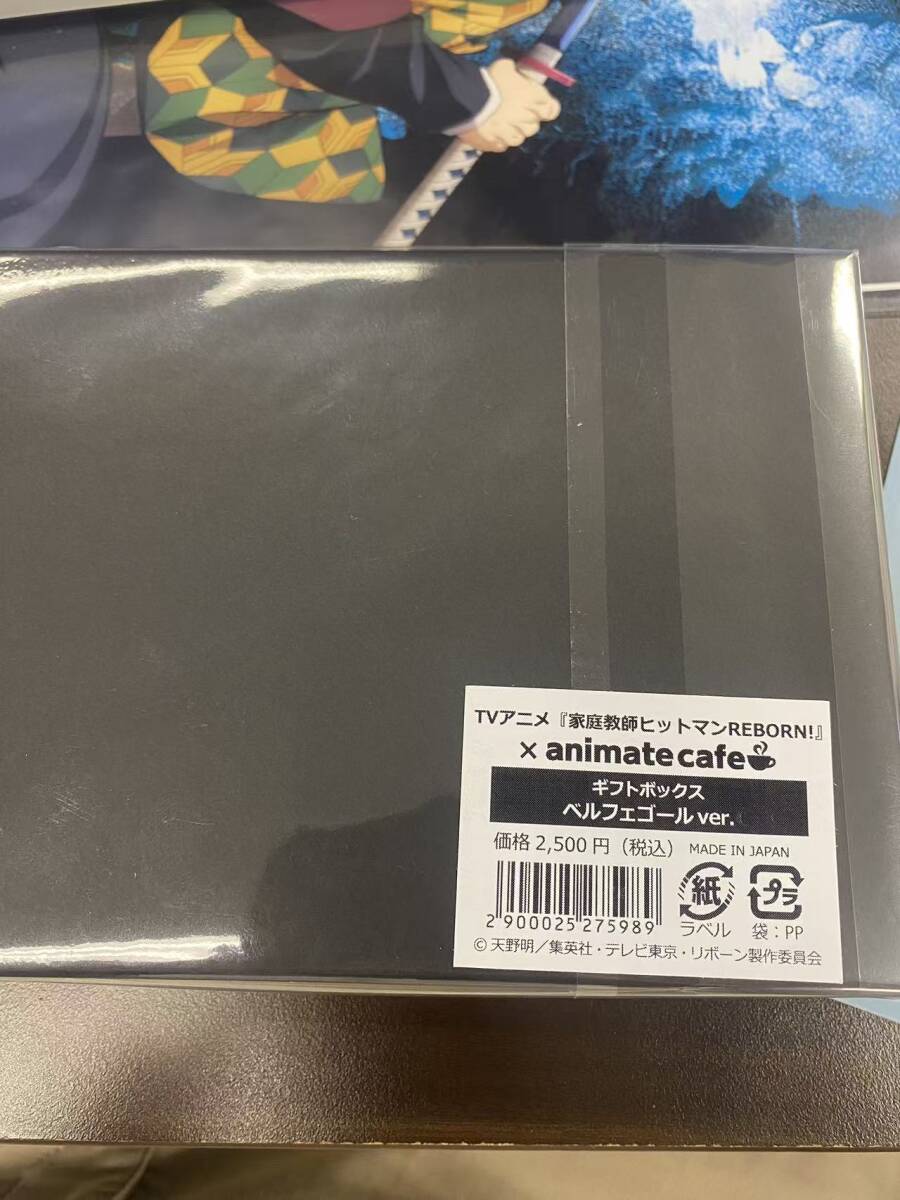 TVアニメ『家庭教師ヒットマンREBORN!』
× animate cafe
ギフトボックス
ベルフェゴールver.
価格 2,500 円（税込） MADE IN JAPAN
紙 プラ
2 900025 275989 ラベル 袋：PP
© 天野明／集英社・テレビ東京・リボーン製作委員会